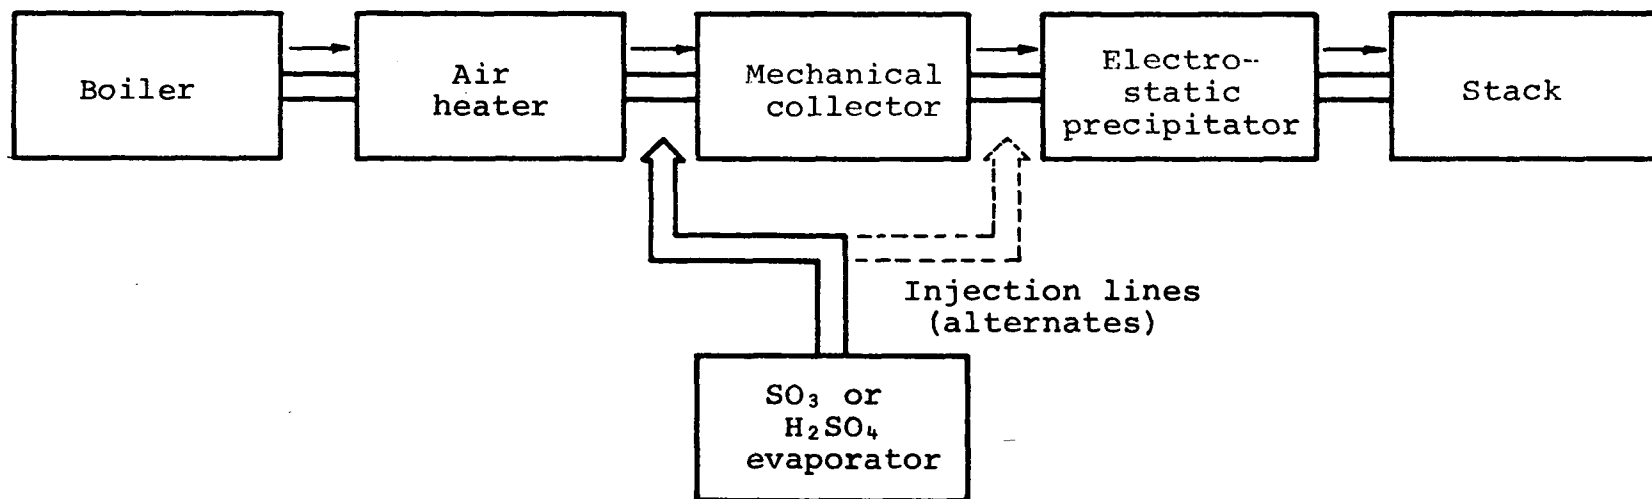 Boiler
Air
heater
Mechanical
collector
Electro-
static
precipitator
Stack
Injection lines
(alternates)
SO₃ or
H₂SO₄
evaporator